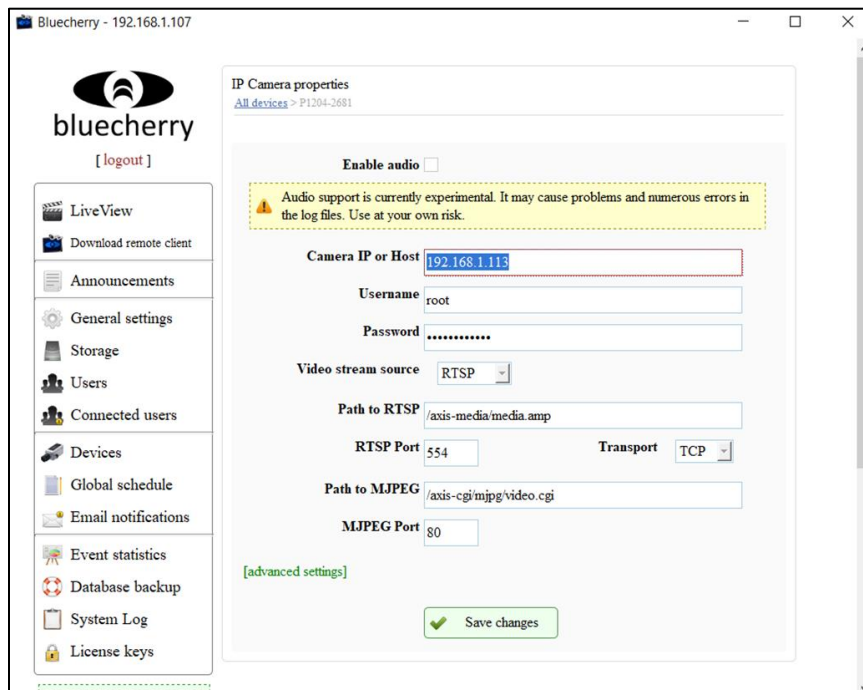 Bluecherry - 192.168.1.107
bluecherry
[ logout ]
LiveView
Download remote client
Announcements
General settings
Storage
Users
Connected users
Devices
Global schedule
Email notifications
Event statistics
Database backup
System Log
License keys
IP Camera properties
All devices > P1204-2681
Enable audio
Audio support is currently experimental. It may cause problems and numerous errors in
the log files. Use at your own risk.
Camera IP or Host 192.168.1.113
Username root
Password ••••••••••••
Video stream source RTSP
Path to RTSP /axis-media/media.amp
RTSP Port 554 Transport TCP
Path to MJPEG /axis-cgi/mjpg/video.cgi
MJPEG Port 80
[advanced settings]
Save changes